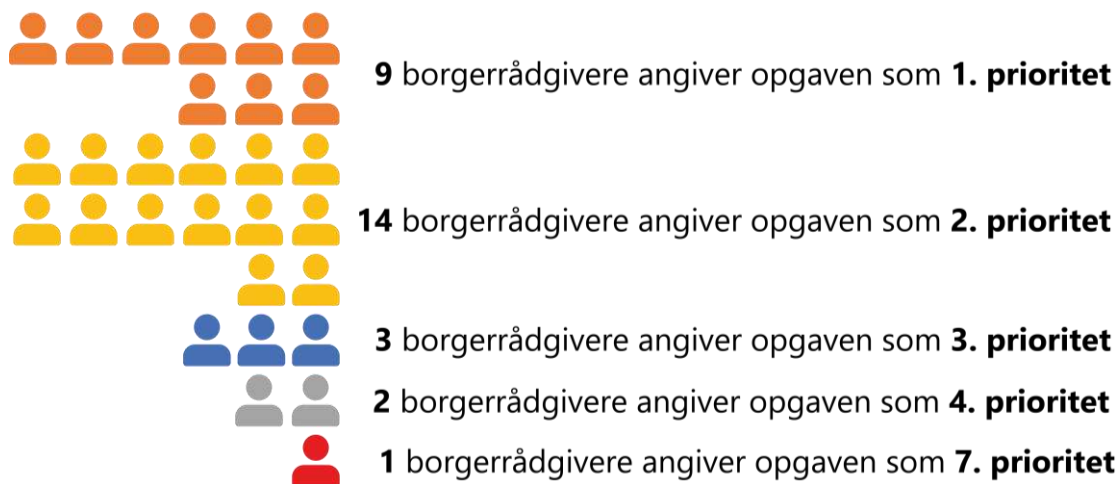 9 borgerrådgivere angiver opgaven som 1. prioritet
14 borgerrådgivere angiver opgaven som 2. prioritet
3 borgerrådgivere angiver opgaven som 3. prioritet
2 borgerrådgivere angiver opgaven som 4. prioritet
1 borgerrådgivere angiver opgaven som 7. prioritet